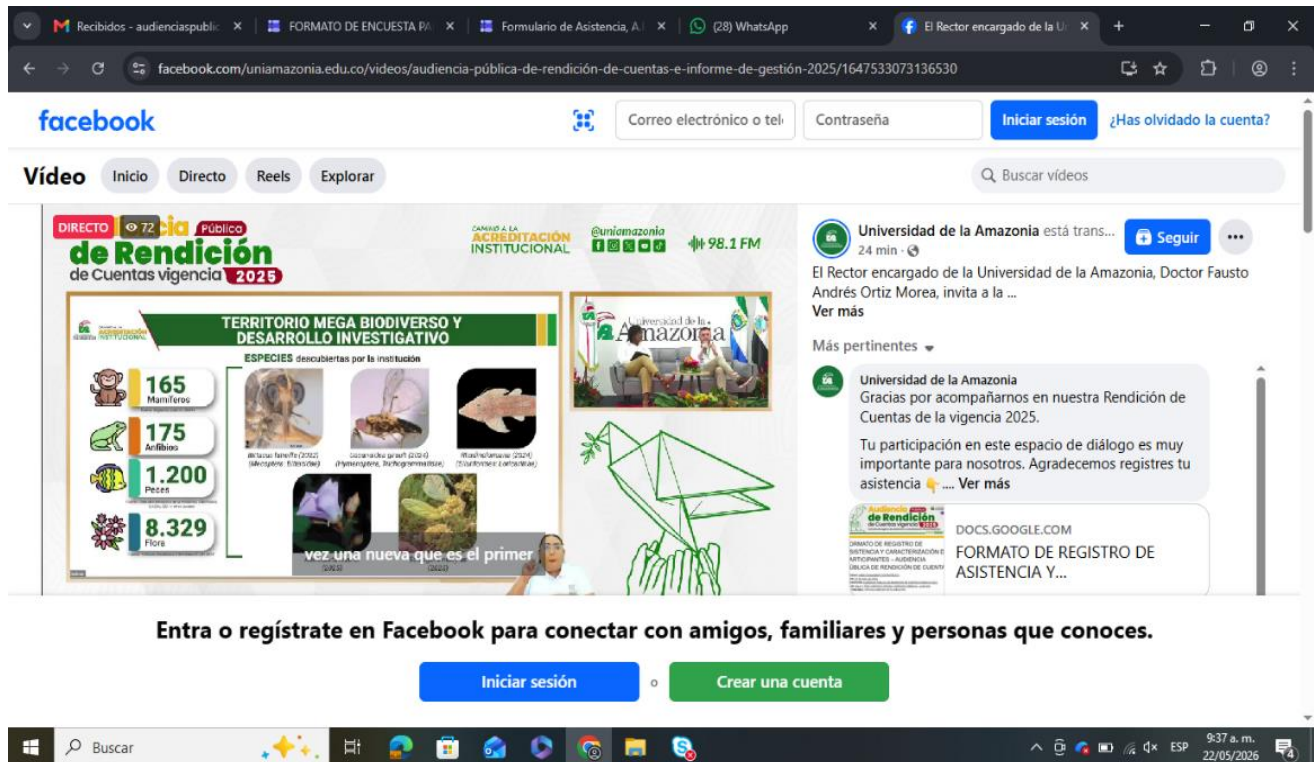 Recibidos - audienciaspublic
FORMATO DE ENCUESTA PA
Formulario de Asistencia, A.
(28) WhatsApp
El Rector encargado de la U
facebook.com/uniamazonia.edu.co/videos/audiencia-pública-de-rendición-de-cuentas-e-informe-de-gestión-2025/1647533073136530
facebook
Correo electrónico o tel
Contraseña
Iniciar sesión
¿Has olvidado la cuenta?
Vídeo
Inicio
Directo
Reels
Explorar
Buscar vídeos
DIRECTO
72
Pública
de Rendición
de Cuentas vigencia 2025
CAMINO A LA
ACREDITACIÓN
INSTITUCIONAL
@uniamazonia
98.1 FM
TERRITORIO MEGA BIODIVERSO Y
DESARROLLO INVESTIGATIVO
ESPECIES descubiertas por la institución
165
Mamíferos
175
Anfibios
1.200
Peces
8.329
Flora
(2022)
(2024)
(2024)
vez una nueva que es el primer
Universidad de la
Amazonia
Universidad de la Amazonia está trans...
24 min
Seguir
El Rector encargado de la Universidad de la Amazonia, Doctor Fausto
Andrés Ortiz Morea, invita a la ...
Ver más
Más pertinentes
Universidad de la Amazonia
Gracias por acompañarnos en nuestra Rendición de
Cuentas de la vigencia 2025.
Tu participación en este espacio de diálogo es muy
importante para nosotros. Agradecemos registres tu
asistencia 👇.... Ver más
de Rendición
DOCS.GOOGLE.COM
FORMATO DE REGISTRO DE
ASISTENCIA Y...
Entra o regístrate en Facebook para conectar con amigos, familiares y personas que conoces.
Iniciar sesión
o
Crear una cuenta
Buscar
ESP
9:37 a. m.
22/05/2026
4